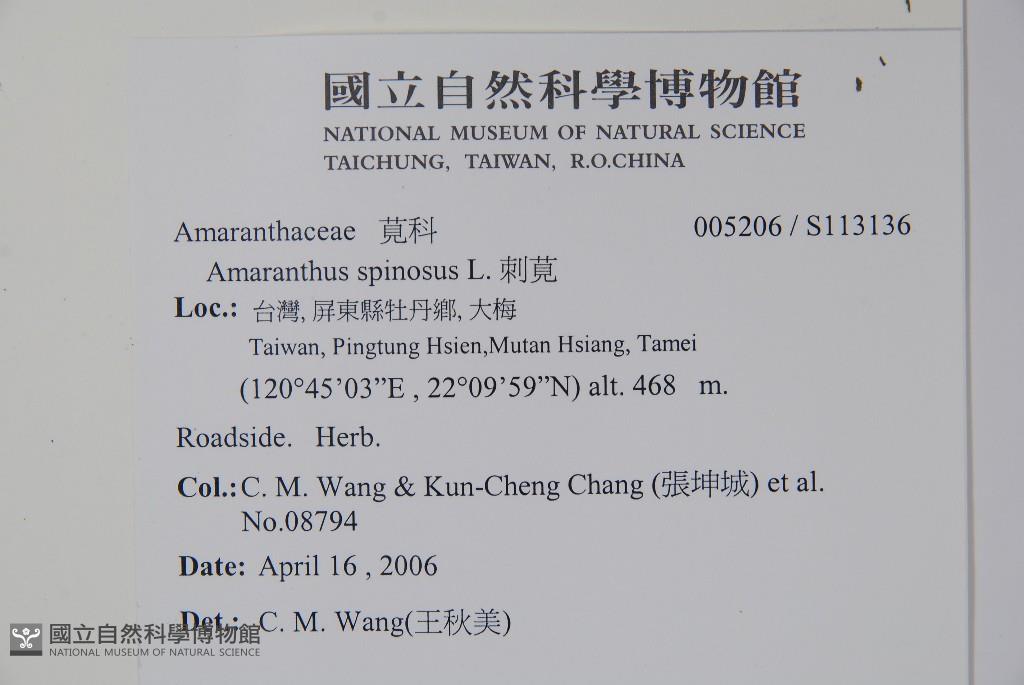 國立自然科學博物館
NATIONAL MUSEUM OF NATURAL SCIENCE
TAICHUNG, TAIWAN, R.O.CHINA
Amaranthaceae 莧科 005206 / S113136
Amaranthus spinosus L. 刺莧
Loc.: 台灣, 屏東縣牡丹鄉, 大梅
Taiwan, Pingtung Hsien,Mutan Hsiang, Tamei
(120°45’03”E , 22°09’59”N) alt. 468 m.
Roadside. Herb.
Col.: C. M. Wang & Kun-Cheng Chang (張坤城) et al.
No.08794
Date: April 16 , 2006
Det.: C. M. Wang(王秋美)
國立自然科學博物館
NATIONAL MUSEUM OF NATURAL SCIENCE